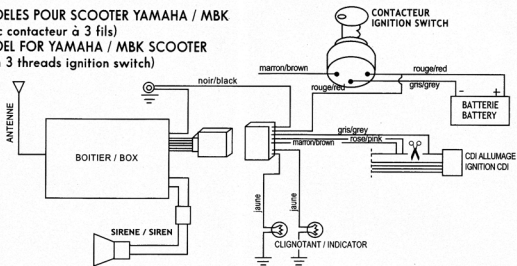 DELES POUR SCOOTER YAMAHA / MBK
c contacteur à 3 fils)
DEL FOR YAMAHA / MBK SCOOTER
3 threads ignition switch)
CONTACTEUR
IGNITION SWITCH
marron/brown
rouge/red
noir/black
rouge/red
gris/grey
- +
BATTERIE
BATTERY
ANTENNE
gris/grey
rose/pink
marron/brown
BOITIER / BOX
CDI ALLUMAGE
IGNITION CDI
jaune
jaune
SIRENE / SIREN
CLIGNOTANT / INDICATOR